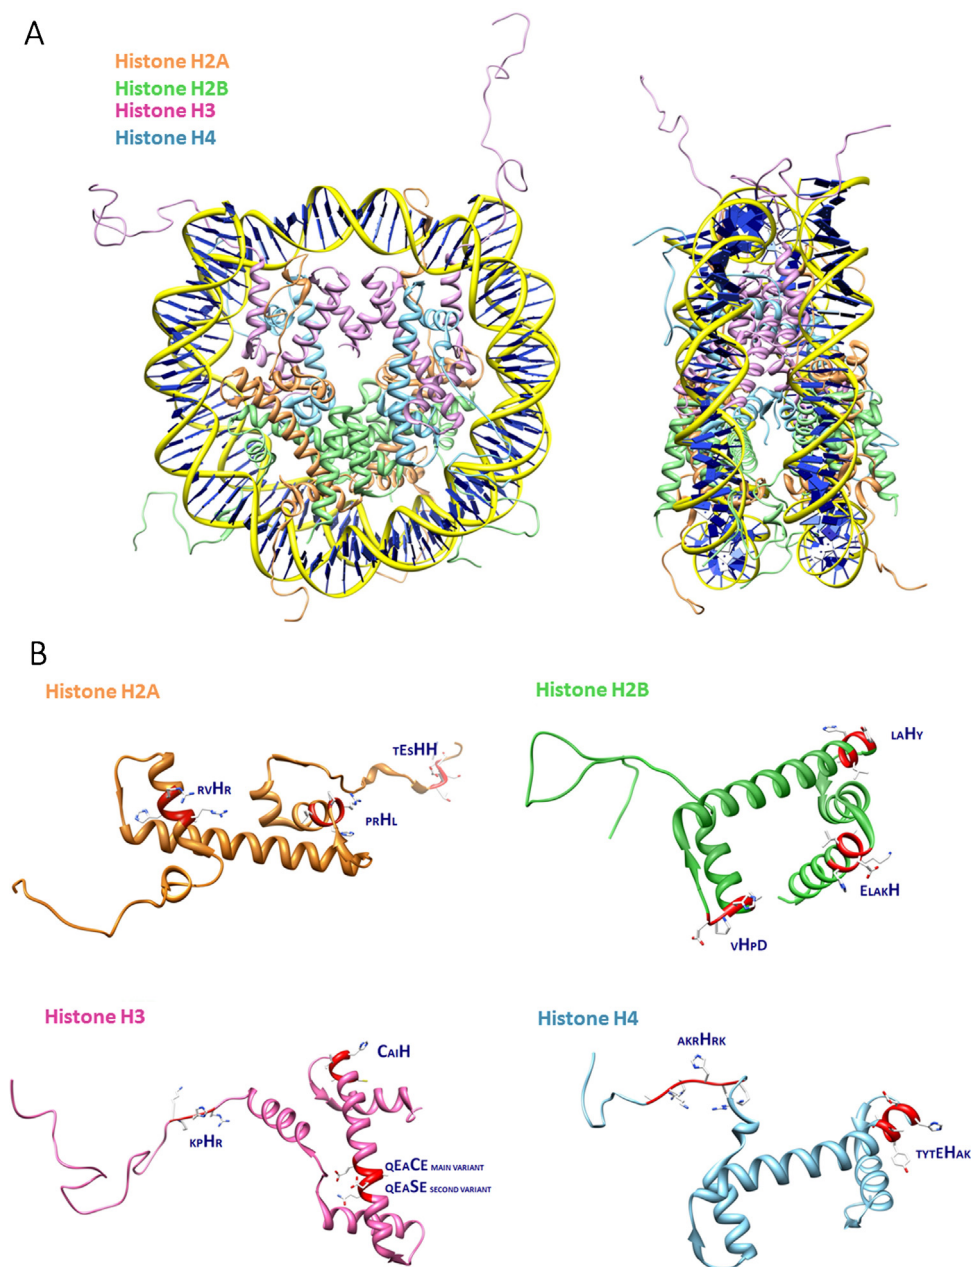 A
Histone H2A
Histone H2B
Histone H3
Histone H4
B
Histone H2A
Histone H2B
TESHH
RVHR
PRHL
LAHY
ELAKH
VHPD
Histone H3
Histone H4
CAIH
KPHR
QEACE MAIN VARIANT
QEASE SECOND VARIANT
AKRHRK
TYTEHAK